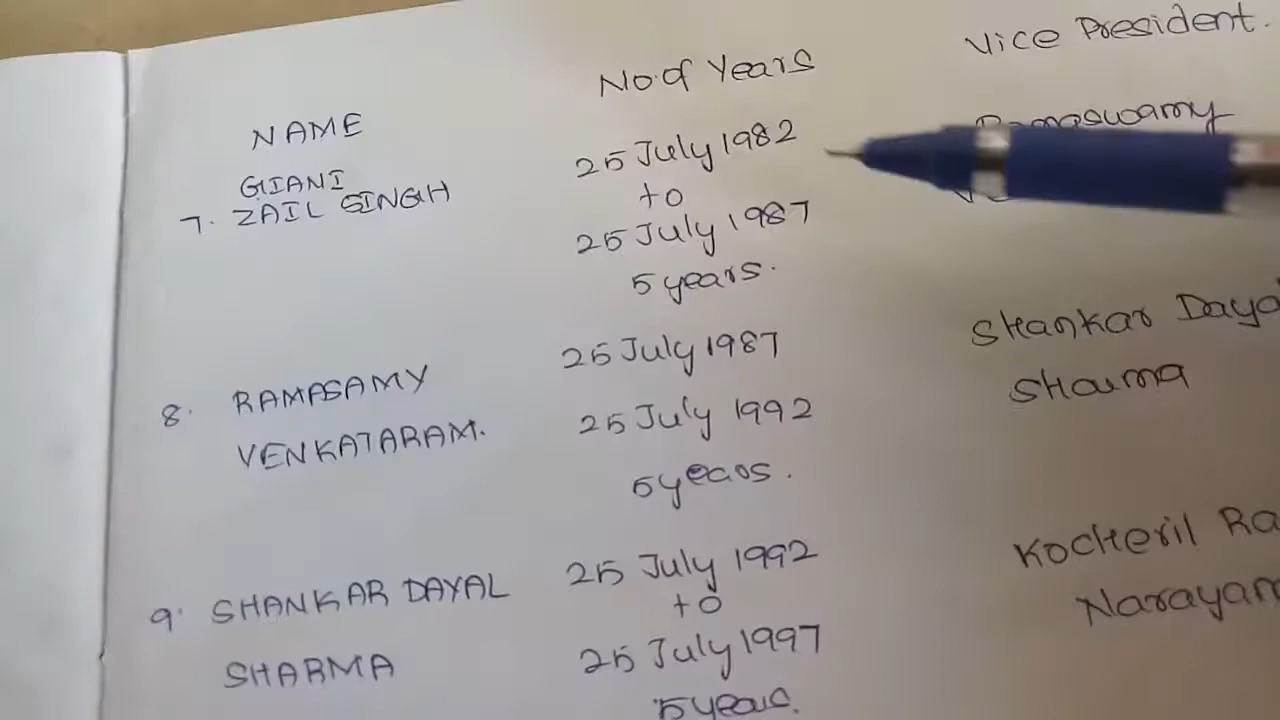 NAME No. of Years Vice President.
GIANI
7. ZAIL SINGH
25 July 1982
to
25 July 1987
5 years.
Ramaswamy
8. RAMASAMY
VENKATARAM.
25 July 1987
25 July 1992
5 years.
Shankar Daya
Sharma
9. SHANKAR DAYAL
SHARMA
25 July 1992
to
25 July 1997
5 years.
Kocheril Ra
Narayan